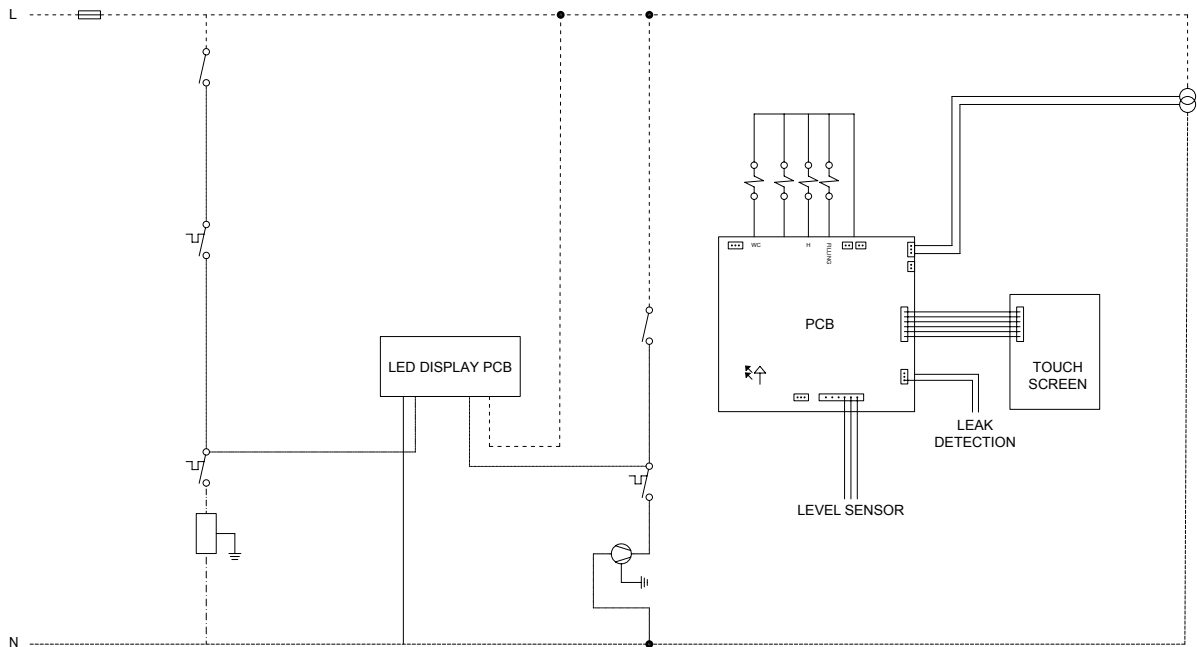 L
WC
H
FILLING
PCB
LED DISPLAY PCB
TOUCH
SCREEN
LEAK
DETECTION
LEVEL SENSOR
N